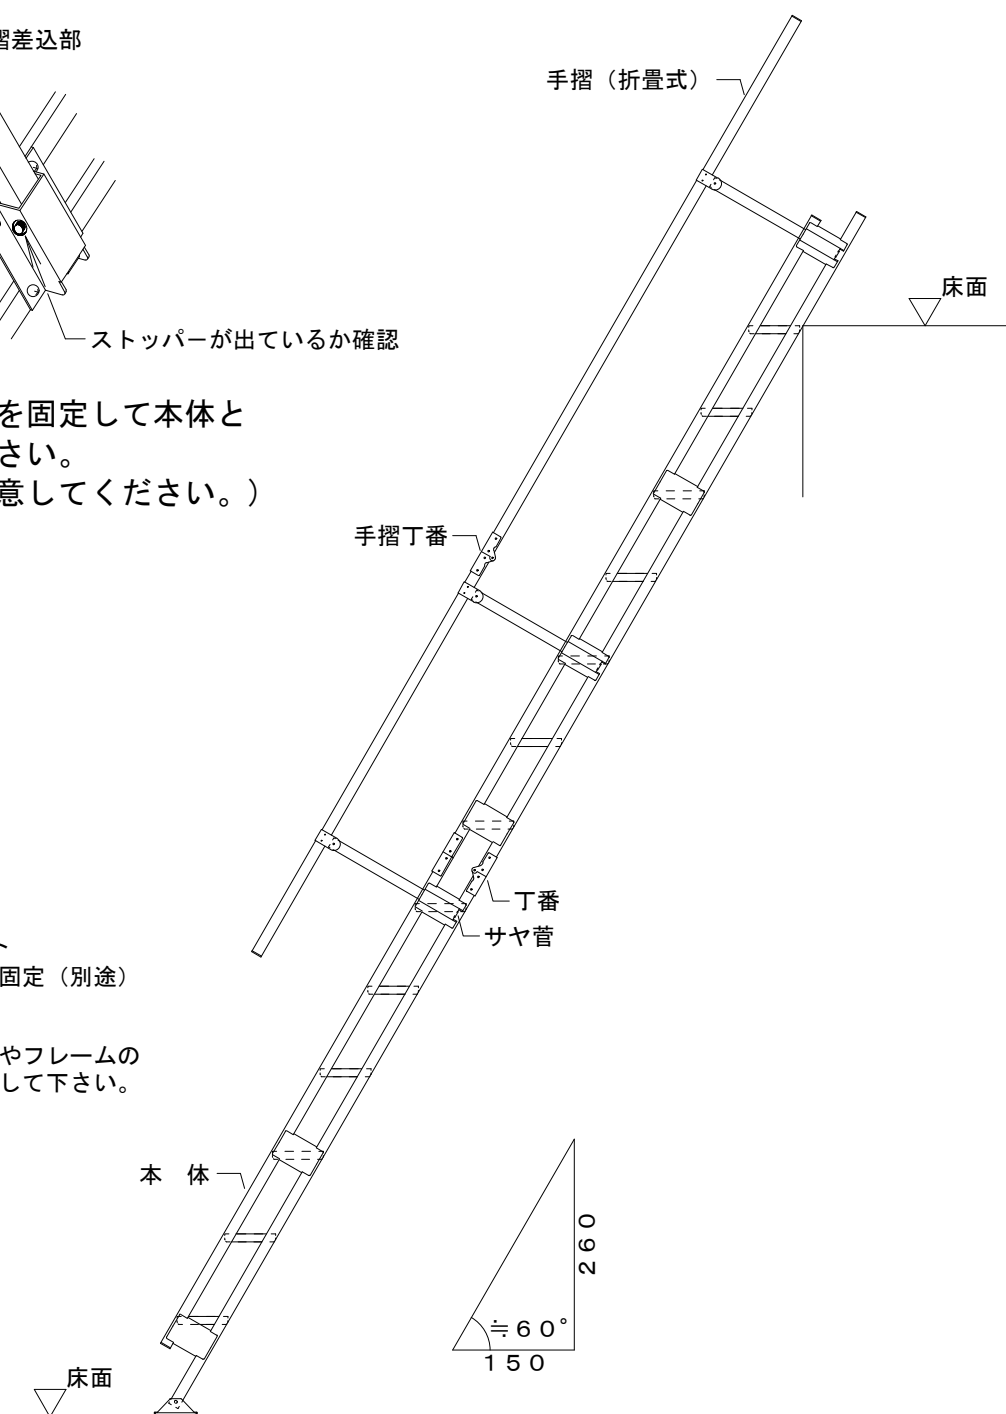 摺差込部
手摺（折畳式）
床面
ストッパーが出ているか確認
を固定して本体と
さい。
意してください。）
手摺丁番
丁番
サヤ菅
固定（別途）
やフレームの
して下さい。
本　体
260
≒60°
150
床面